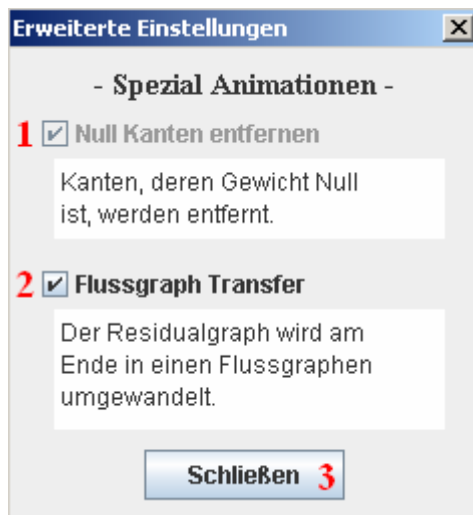 Erweiterte Einstellungen
- Spezial Animationen -
1 Null Kanten entfernen
Kanten, deren Gewicht Null
ist, werden entfernt.
2 Flussgraph Transfer
Der Residualgraph wird am
Ende in einen Flussgraphen
umgewandelt.
Schließen 3